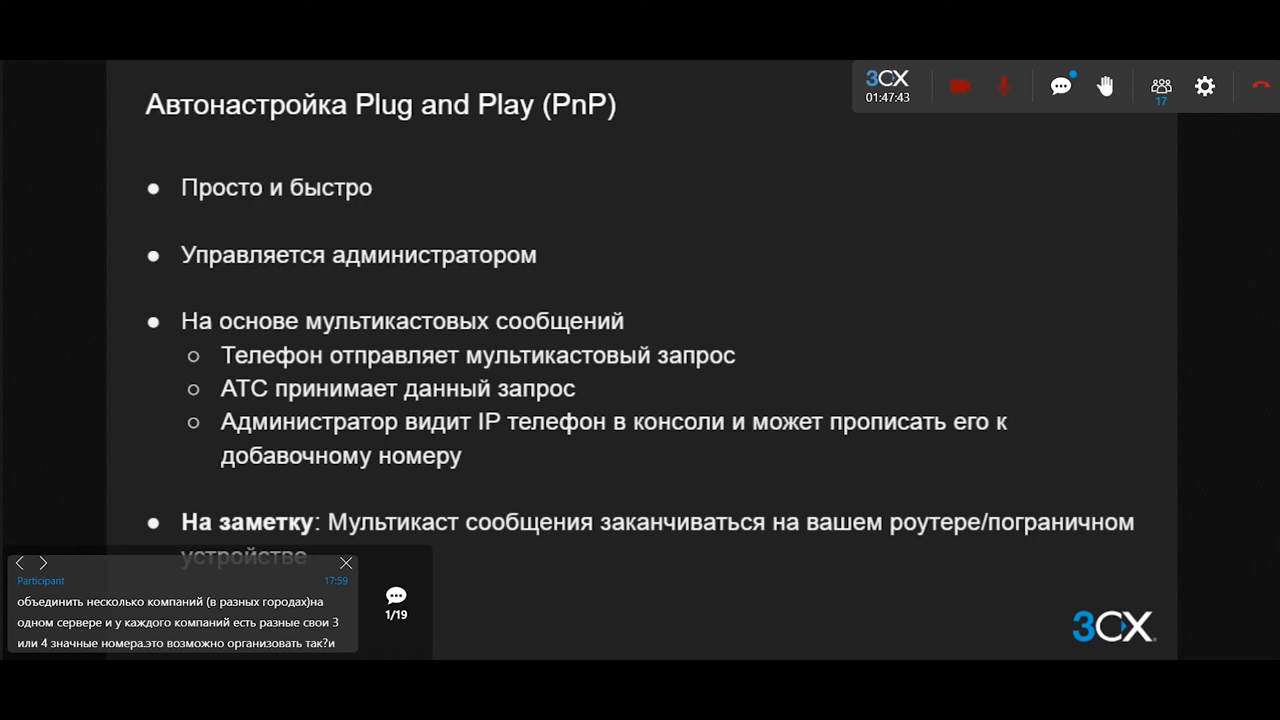 Автонастройка Plug and Play (PnP)
3CX
01:47:43
17
Просто и быстро
Управляется администратором
На основе мультикастовых сообщений
Телефон отправляет мультикастовый запрос
АТС принимает данный запрос
Администратор видит IP телефон в консоли и может прописать его к
добавочному номеру
На заметку: Мультикаст сообщения заканчиваться на вашем роутере/пограничном
устройстве
Participant 17:59
объединить несколько компаний (в разных городах)на
одном сервере и у каждого компаний есть разные свои 3
или 4 значные номера.это возможно организовать так?и
1/19
3CX